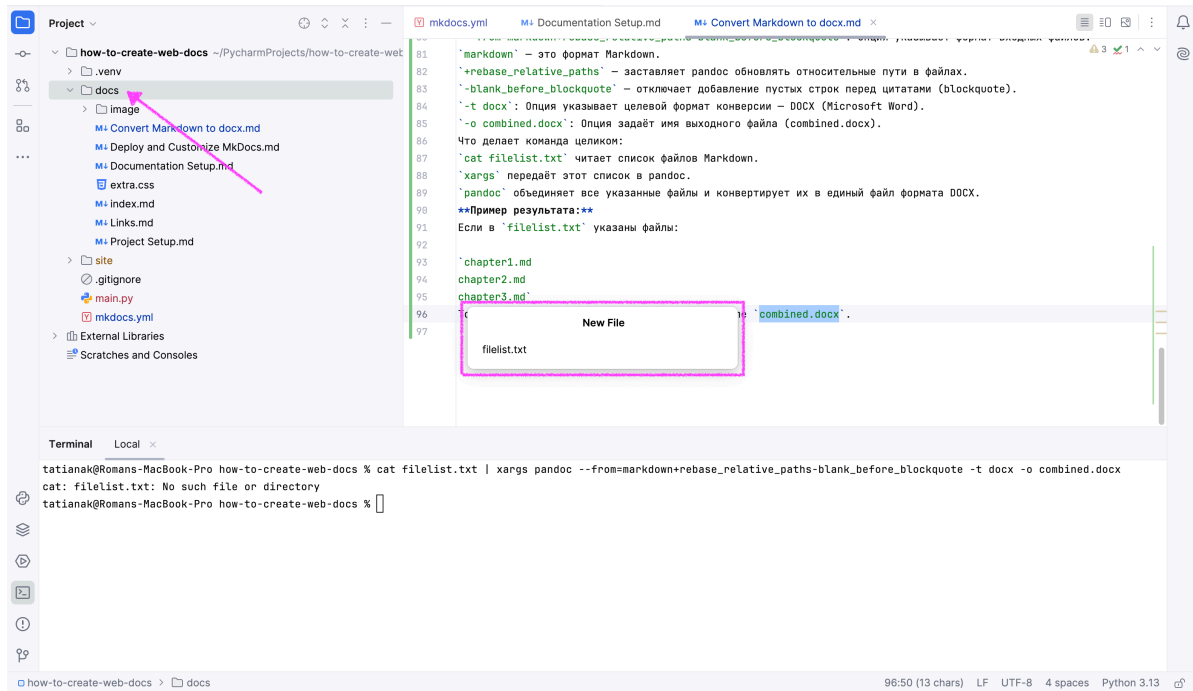 Project
how-to-create-web-docs ~/PycharmProjects/how-to-create-web
.venv
docs
image
M↓ Convert Markdown to docx.md
M↓ Deploy and Customize MkDocs.md
M↓ Documentation Setup.md
extra.css
M↓ index.md
M↓ Links.md
M↓ Project Setup.md
site
.gitignore
main.py
Y mkdocs.yml
External Libraries
Scratches and Consoles
Y mkdocs.yml
M↓ Documentation Setup.md
M↓ Convert Markdown to docx.md
3 1
81 `markdown` — это формат Markdown.
82 `+rebase_relative_paths` — заставляет pandoc обновлять относительные пути в файлах.
83 `-blank_before_blockquote` — отключает добавление пустых строк перед цитатами (blockquote).
84 `-t docx`: Опция указывает целевой формат конверсии — DOCX (Microsoft Word).
85 `-o combined.docx`: Опция задаёт имя выходного файла (combined.docx).
86 Что делает команда целиком:
87 `cat filelist.txt` читает список файлов Markdown.
88 `xargs` передаёт этот список в pandoc.
89 `pandoc` объединяет все указанные файлы и конвертирует их в единый файл формата DOCX.
90 **Пример результата:**
91 Если в `filelist.txt` указаны файлы:
92
93 `chapter1.md
94 chapter2.md
95 chapter3.md`
96 `combined.docx`.
97
New File
filelist.txt
Terminal Local
tatianak@Romans-MacBook-Pro how-to-create-web-docs % cat filelist.txt | xargs pandoc --from=markdown+rebase_relative_paths-blank_before_blockquote -t docx -o combined.docx
cat: filelist.txt: No such file or directory
tatianak@Romans-MacBook-Pro how-to-create-web-docs %
how-to-create-web-docs > docs
96:50 (13 chars) LF UTF-8 4 spaces Python 3.13